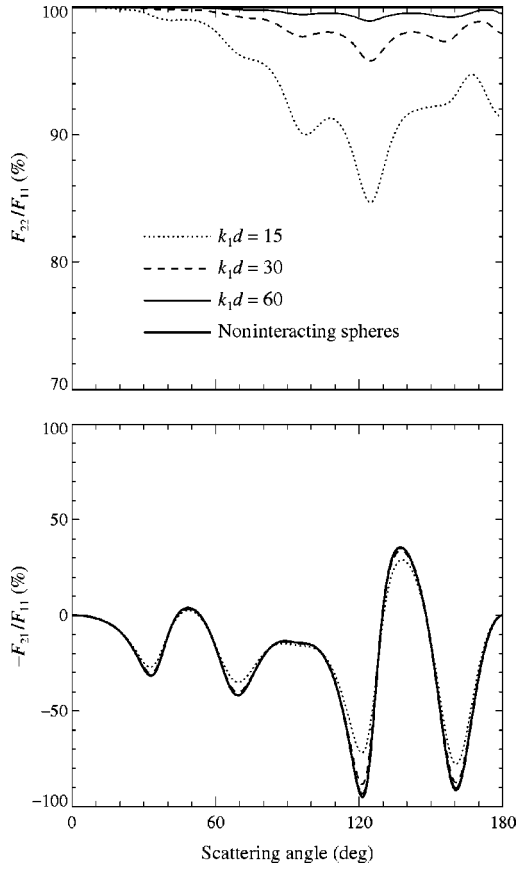 100
90
80
70
F₂₂/F₁₁ (%)
k₁d = 15
k₁d = 30
k₁d = 60
Noninteracting spheres
100
50
0
−50
−100
−F₂₁/F₁₁ (%)
0 60 120 180
Scattering angle (deg)